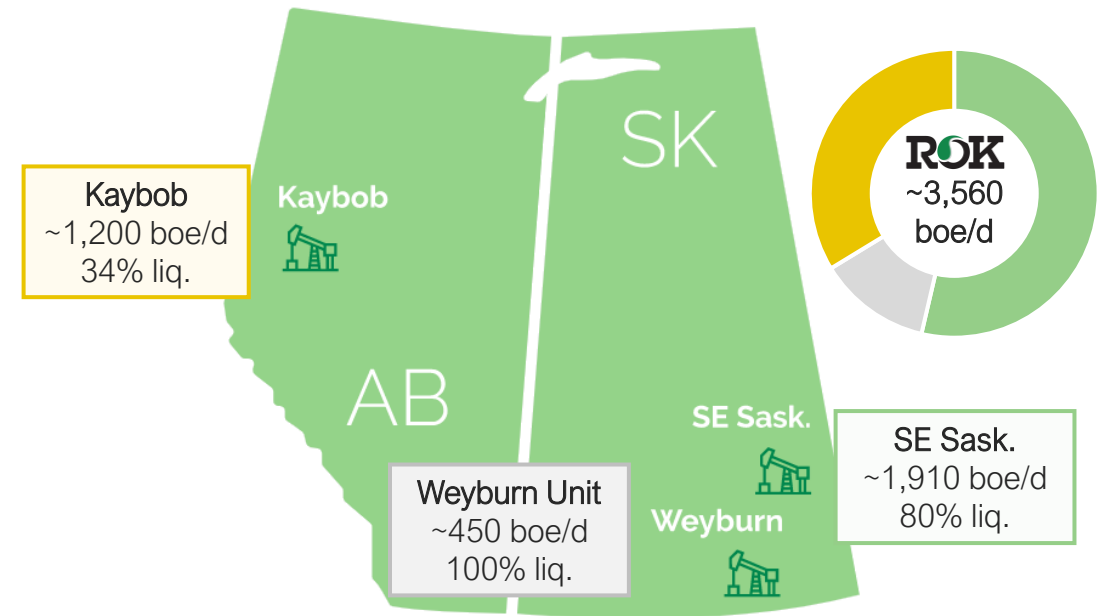 SK
ROK
~3,560
boe/d
Kaybob
~1,200 boe/d
34% liq.
Kaybob
AB
SE Sask.
SE Sask.
~1,910 boe/d
80% liq.
Weyburn Unit
~450 boe/d
100% liq.
Weyburn